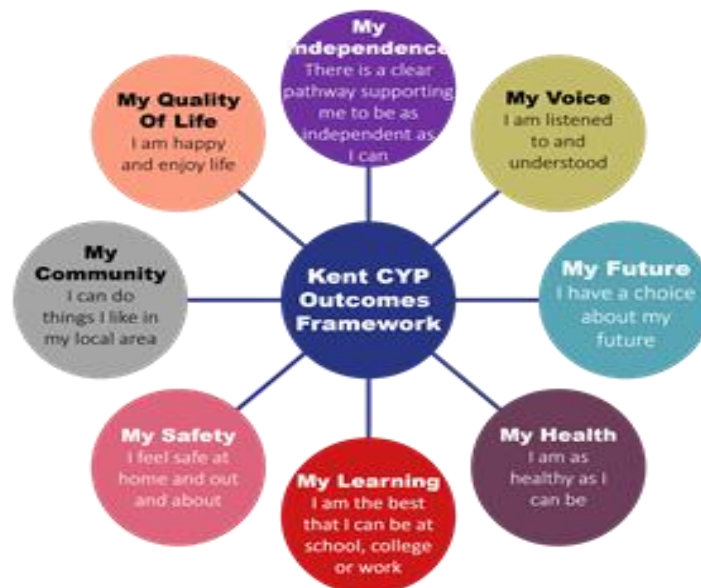 My
Independence
There is a clear
pathway supporting
me to be as
independent as
I can
My Voice
I am listened
to and
understood
My Future
I have a choice
about my
future
My Health
I am as
healthy as I
can be
My Learning
I am the best
that I can be at
school, college
or work
My Safety
I feel safe at
home and out
and about
My
Community
I can do
things I like in
my local area
My Quality
Of Life
I am happy
and enjoy life
Kent CYP
Outcomes
Framework